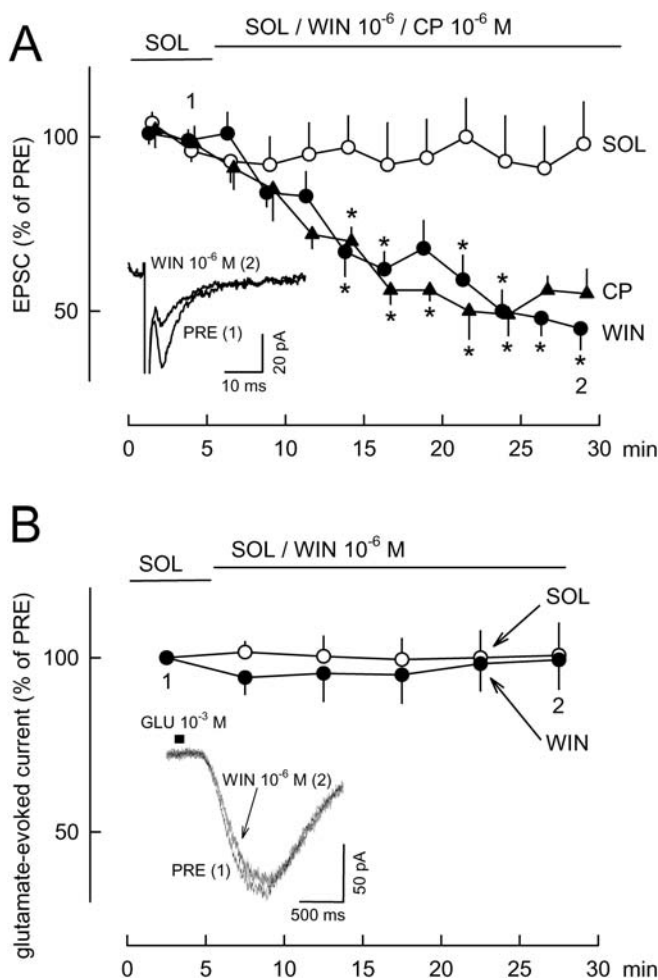 A
SOL
SOL / WIN 10⁻⁶ / CP 10⁻⁶ M
EPSC (% of PRE)
100
50
1
SOL
* *
* * * *
* * * * * *
CP
WIN
2
WIN 10⁻⁶ M (2)
PRE (1)
20 pA
10 ms
0 5 10 15 20 25 30 min
B
SOL
SOL / WIN 10⁻⁶ M
glutamate-evoked current (% of PRE)
100
50
1
SOL
2
WIN
GLU 10⁻³ M
WIN 10⁻⁶ M (2)
PRE (1)
50 pA
500 ms
0 5 10 15 20 25 30 min